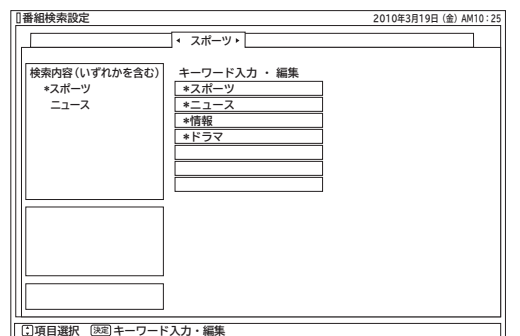 番組検索設定 2010年3月19日（金）AM10：25
スポーツ
検索内容（いずれかを含む）
*スポーツ
ニュース
キーワード入力 ・ 編集
*スポーツ
*ニュース
*情報
*ドラマ
項目選択 決定 キーワード入力・編集